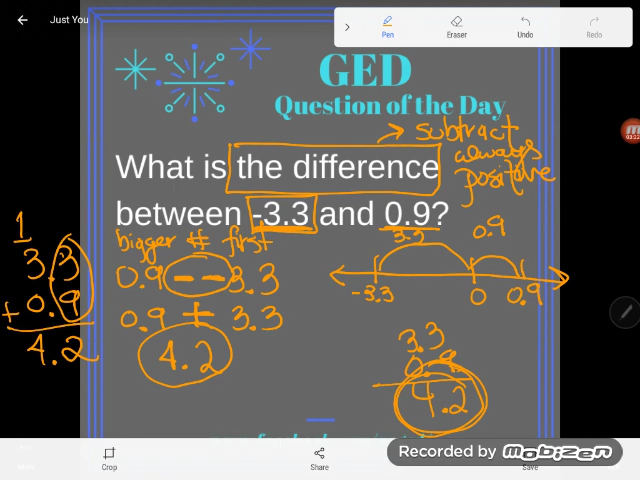 Just You
Pen
Eraser
Undo
Redo
GED
Question of the Day
→ subtract
always
positive
What is the difference
between -3.3 and 0.9?
bigger # first
0.9 - - 3.3
0.9 + 3.3
4.2
1
3.3
+ 0.9
4.2
3.3
0.9
-3.3 0 0.9
3.3
0.9
4.2
Crop
Share
Save
Recorded by mobizen